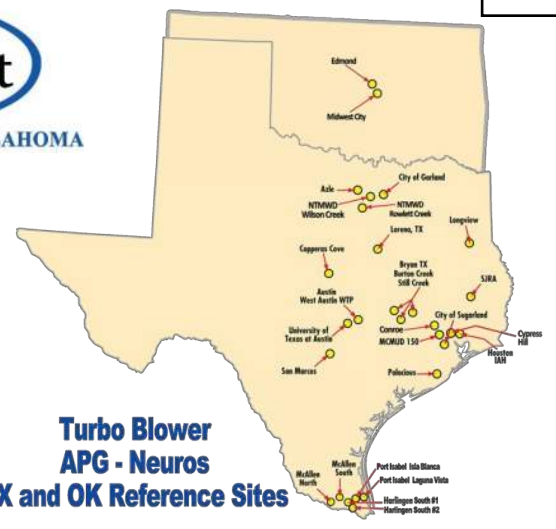 t
LAHOMA
Edmond
Midwest City
Azle
City of Garland
NTMWD
Wilson Creek
NTMWD
Rowlett Creek
Longview
Lorena, TX
Copperas Cove
Bryan TX
Burton Creek
Still Creek
SJRA
Austin
West Austin WTP
City of Sugarland
University of
Texas at Austin
Conroe
MCMUD 150
Cypress
Hill
Houston
IAH
San Marcos
Palacious
Turbo Blower
APG - Neuros
X and OK Reference Sites
McAllen
North
McAllen
South
Port Isabel Isla Blanca
Port Isabel Laguna Vista
Harlingen South #1
Harlingen South #2